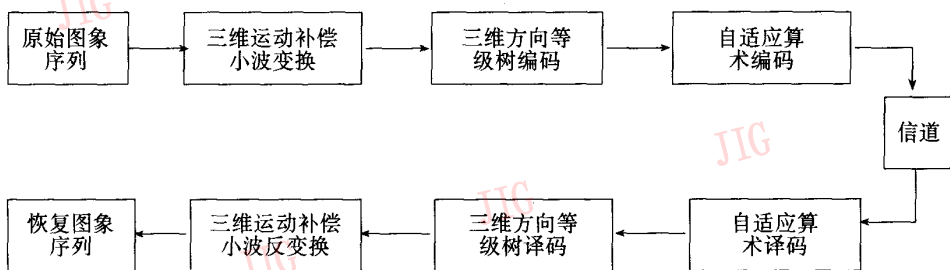 原始图象
序列
三维运动补偿
小波变换
三维方向等
级树编码
自适应算
术编码
信道
恢复图象
序列
三维运动补偿
小波反变换
三维方向等
级树译码
自适应算
术译码
JIG
JIG
JIG
JIG